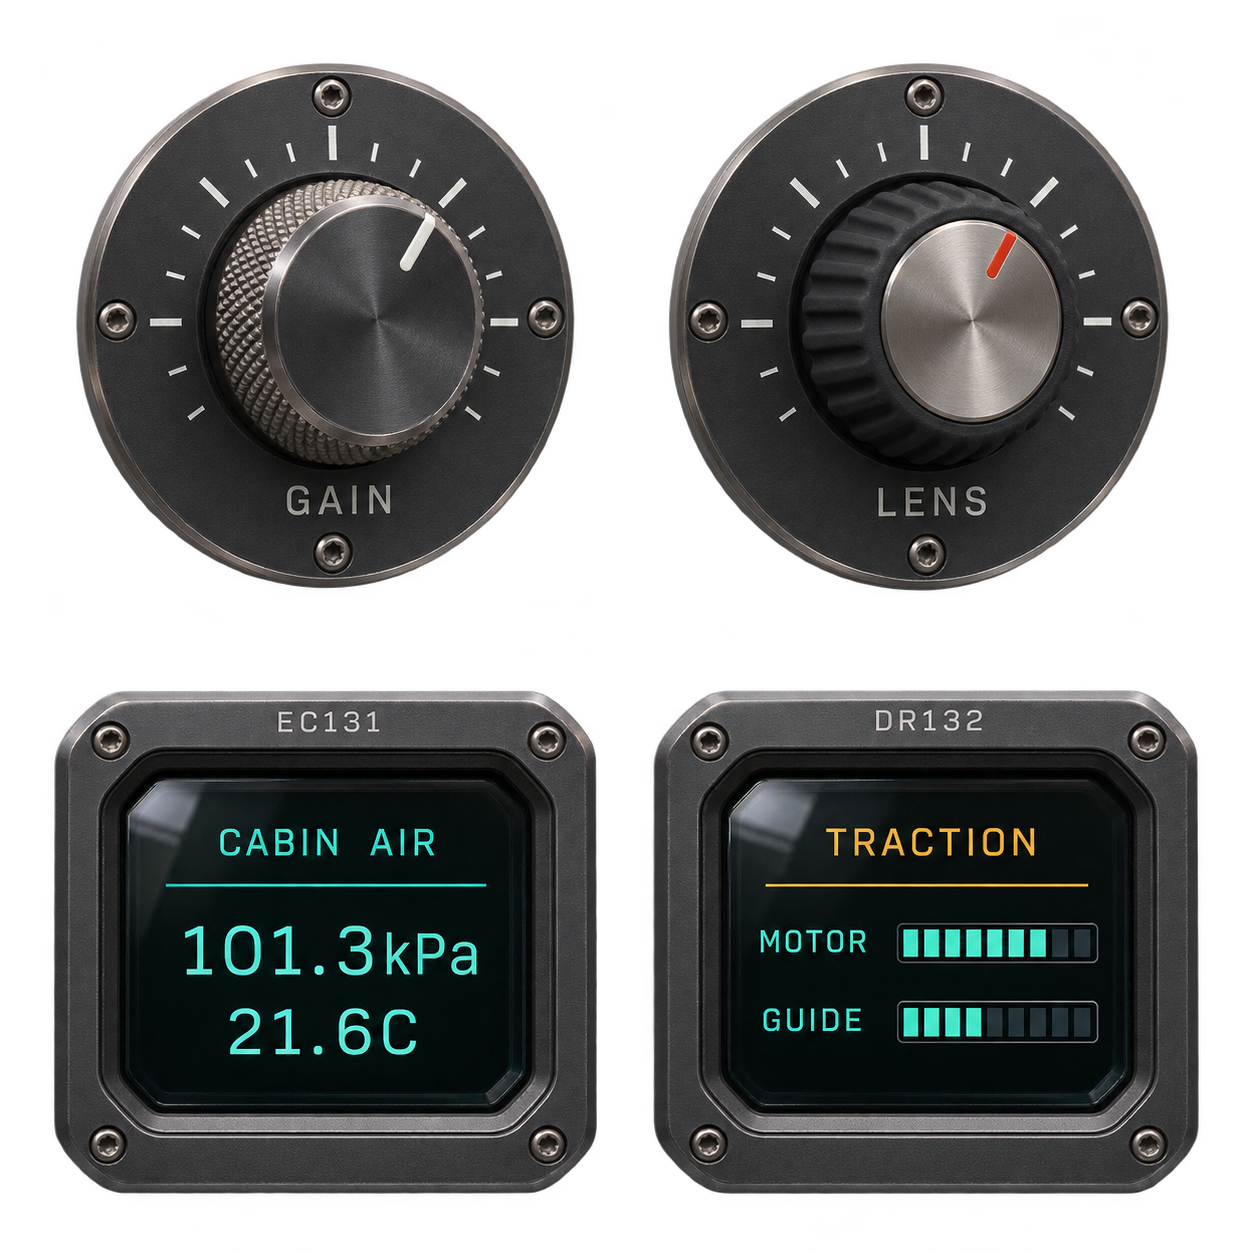 GAIN
LENS
EC131
CABIN AIR
101.3kPa
21.6C
DR132
TRACTION
MOTOR
GUIDE